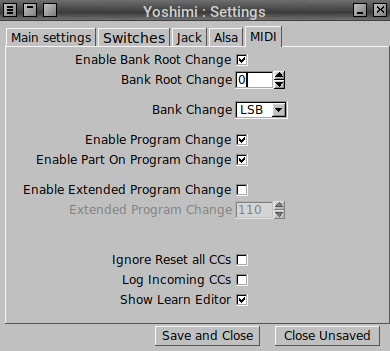 Yoshimi : Settings
Main settings Switches Jack Alsa MIDI
Enable Bank Root Change
Bank Root Change 0
Bank Change LSB
Enable Program Change
Enable Part On Program Change
Enable Extended Program Change
Extended Program Change 110
Ignore Reset all CCs
Log Incoming CCs
Show Learn Editor
Save and Close Close Unsaved